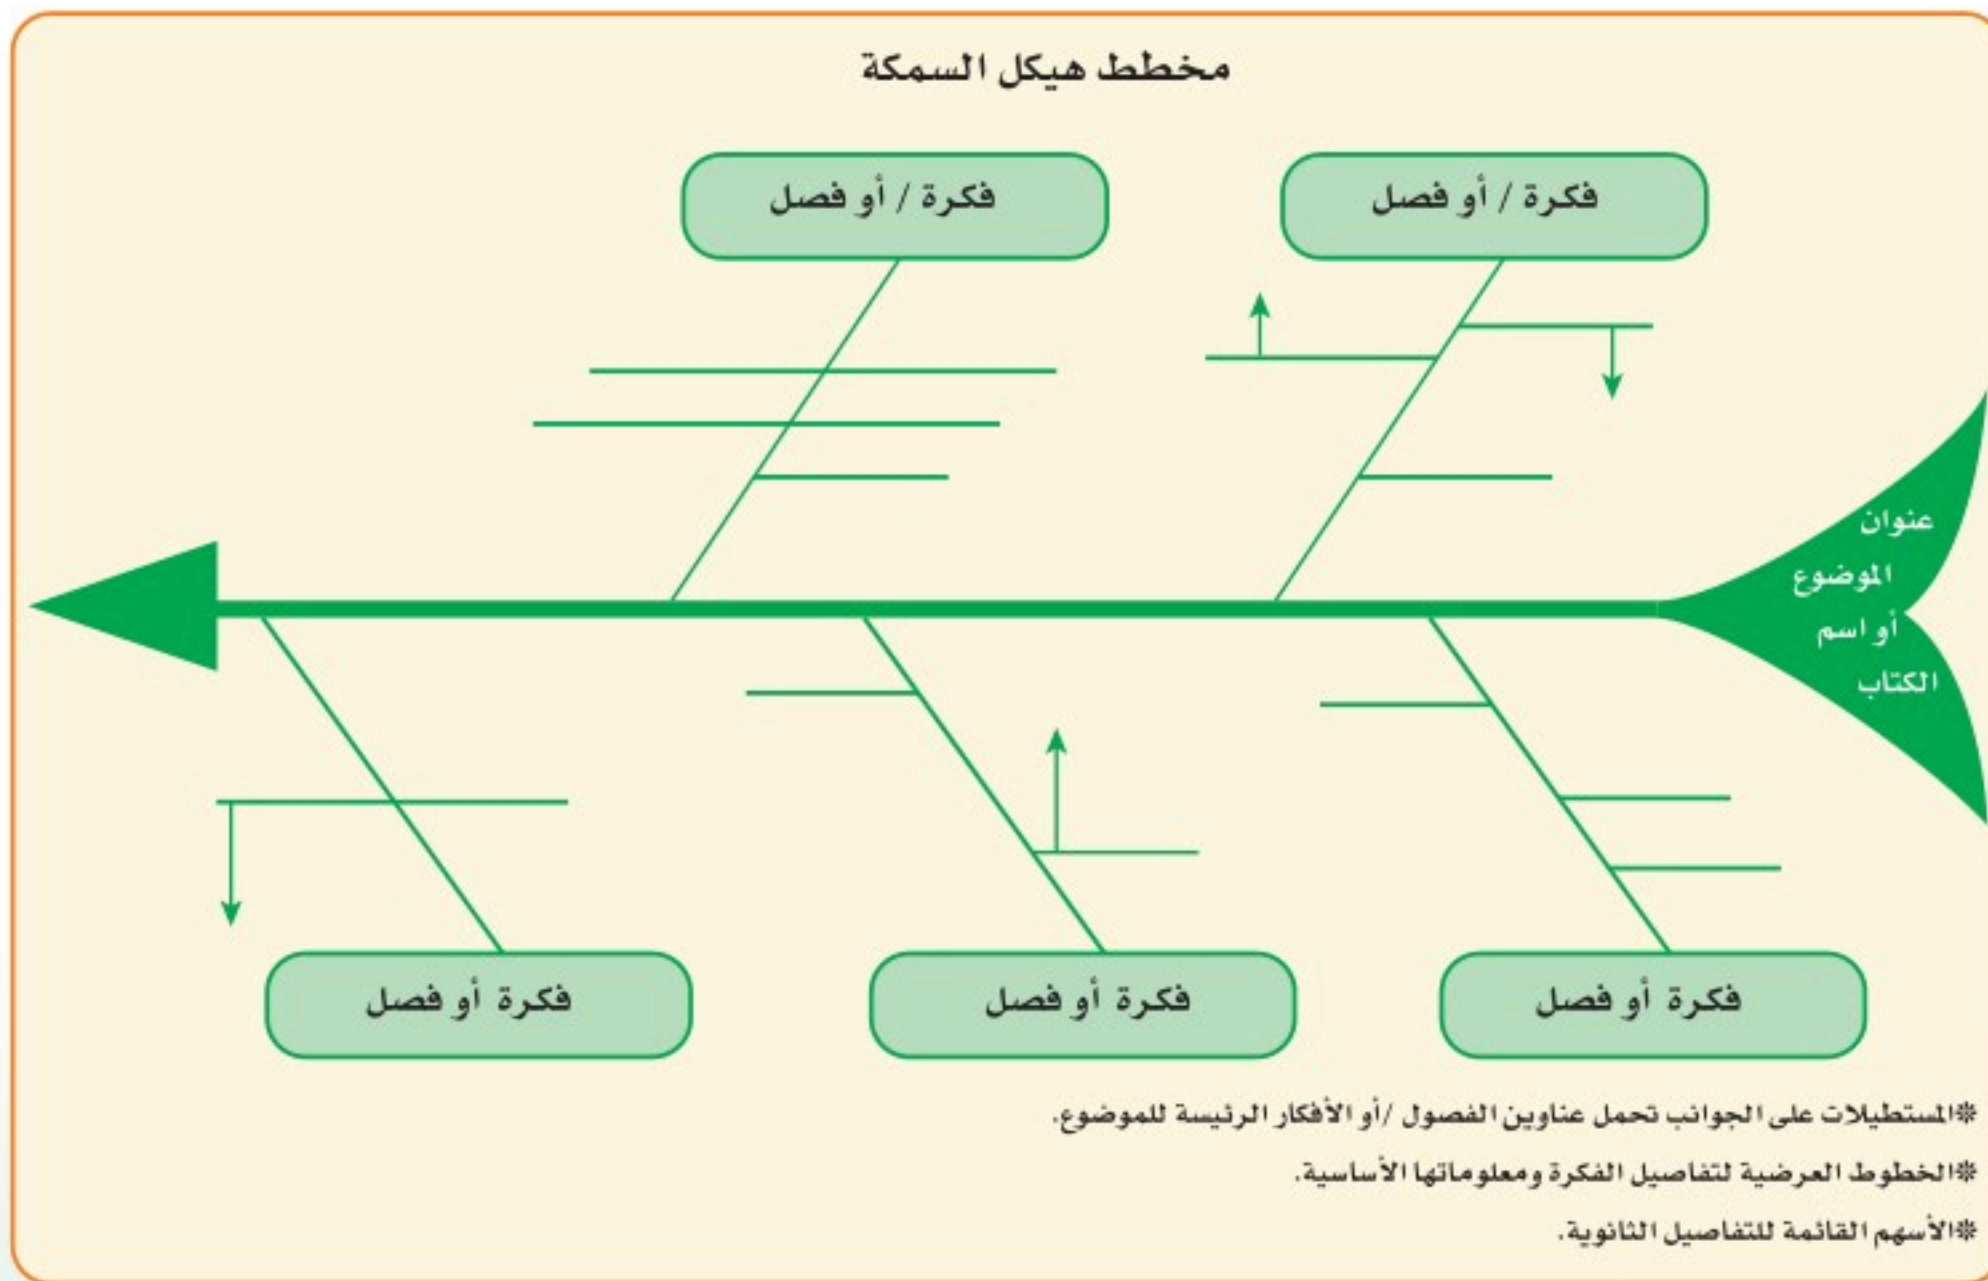 مخطط هيكل السمكة
فكرة / أو فصل
فكرة / أو فصل
عنوان
الموضوع
أو اسم
الكتاب
فكرة أو فصل
فكرة أو فصل
فكرة أو فصل
*المستطيلات على الجوانب تحمل عناوين الفصول /أو الأفكار الرئيسة للموضوع.
*الخطوط العرضية لتفاصيل الفكرة ومعلوماتها الأساسية.
*الأسهم القائمة للتفاصيل الثانوية.